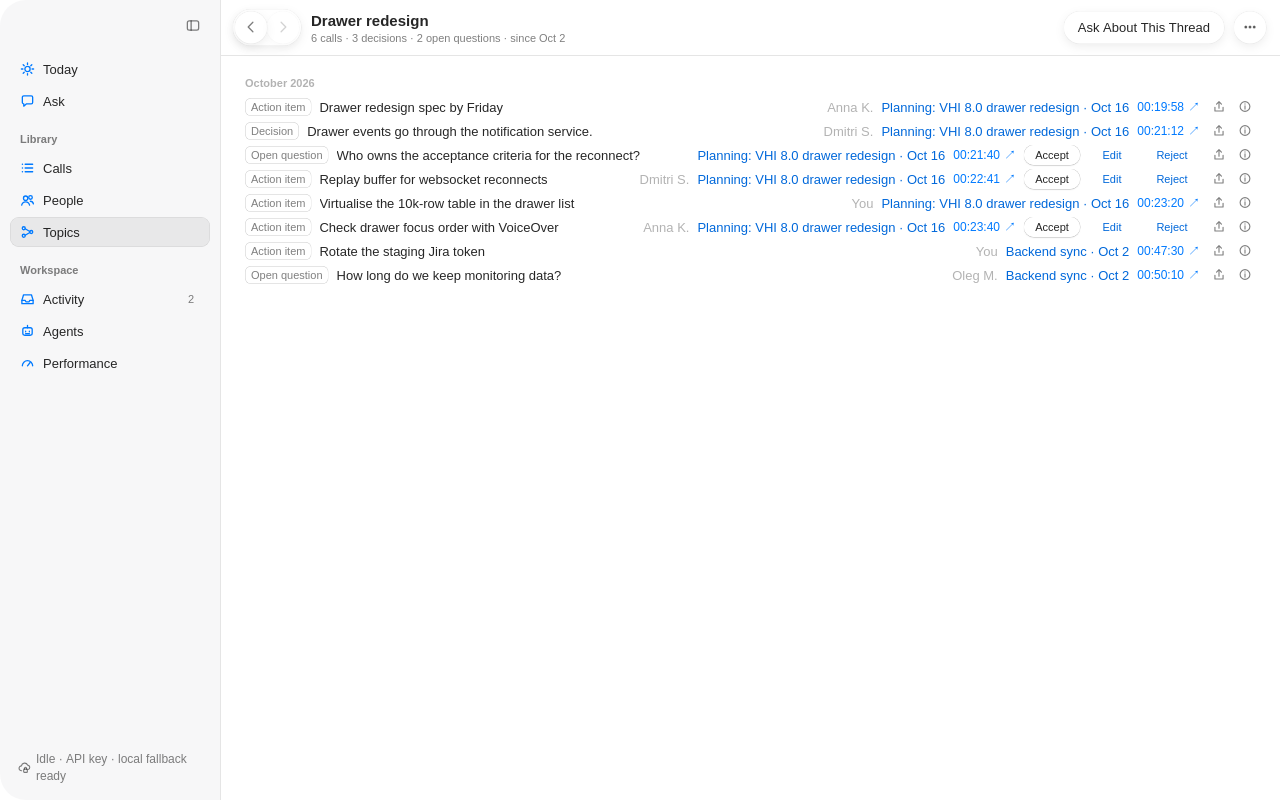 Drawer redesign
6 calls · 3 decisions · 2 open questions · since Oct 2
Ask About This Thread
Today
Ask
Library
Calls
People
Topics
Workspace
Activity 2
Agents
Performance
Idle · API key · local fallback
ready
October 2026
Action item Drawer redesign spec by Friday Anna K. Planning: VHI 8.0 drawer redesign · Oct 16 00:19:58
Decision Drawer events go through the notification service. Dmitri S. Planning: VHI 8.0 drawer redesign · Oct 16 00:21:12
Open question Who owns the acceptance criteria for the reconnect? Planning: VHI 8.0 drawer redesign · Oct 16 00:21:40 Accept Edit Reject
Action item Replay buffer for websocket reconnects Dmitri S. Planning: VHI 8.0 drawer redesign · Oct 16 00:22:41 Accept Edit Reject
Action item Virtualise the 10k-row table in the drawer list You Planning: VHI 8.0 drawer redesign · Oct 16 00:23:20
Action item Check drawer focus order with VoiceOver Anna K. Planning: VHI 8.0 drawer redesign · Oct 16 00:23:40 Accept Edit Reject
Action item Rotate the staging Jira token You Backend sync · Oct 2 00:47:30
Open question How long do we keep monitoring data? Oleg M. Backend sync · Oct 2 00:50:10